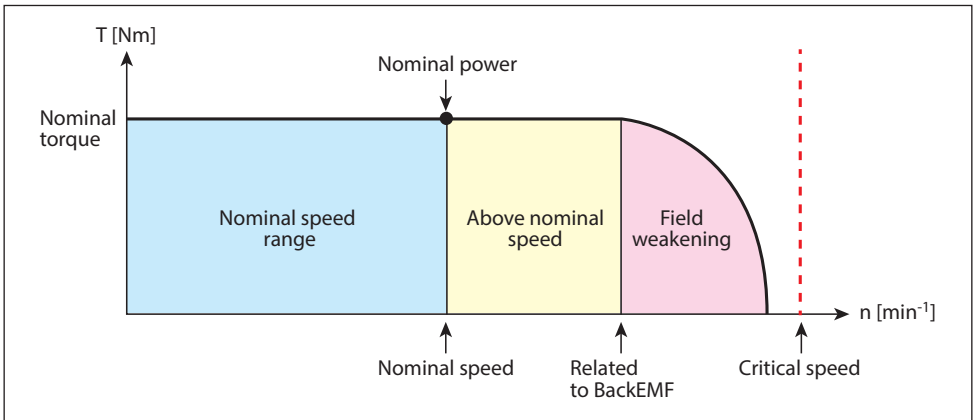 T [Nm]
Nominal power
Nominal
torque
Nominal speed
range
Above nominal
speed
Field
weakening
n [min⁻¹]
Nominal speed
Related
to BackEMF
Critical speed